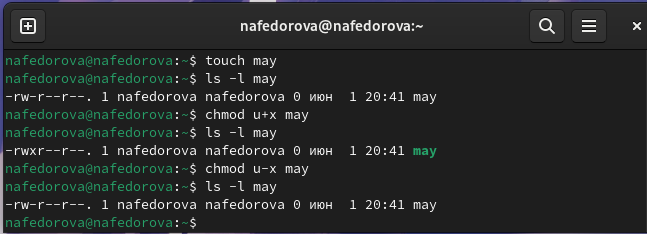 nafedorova@nafedorova:~
nafedorova@nafedorova:~$ touch may
nafedorova@nafedorova:~$ ls -l may
-rw-r--r--. 1 nafedorova nafedorova 0 июн  1 20:41 may
nafedorova@nafedorova:~$ chmod u+x may
nafedorova@nafedorova:~$ ls -l may
-rwxr--r--. 1 nafedorova nafedorova 0 июн  1 20:41 may
nafedorova@nafedorova:~$ chmod u-x may
nafedorova@nafedorova:~$ ls -l may
-rw-r--r--. 1 nafedorova nafedorova 0 июн  1 20:41 may
nafedorova@nafedorova:~$